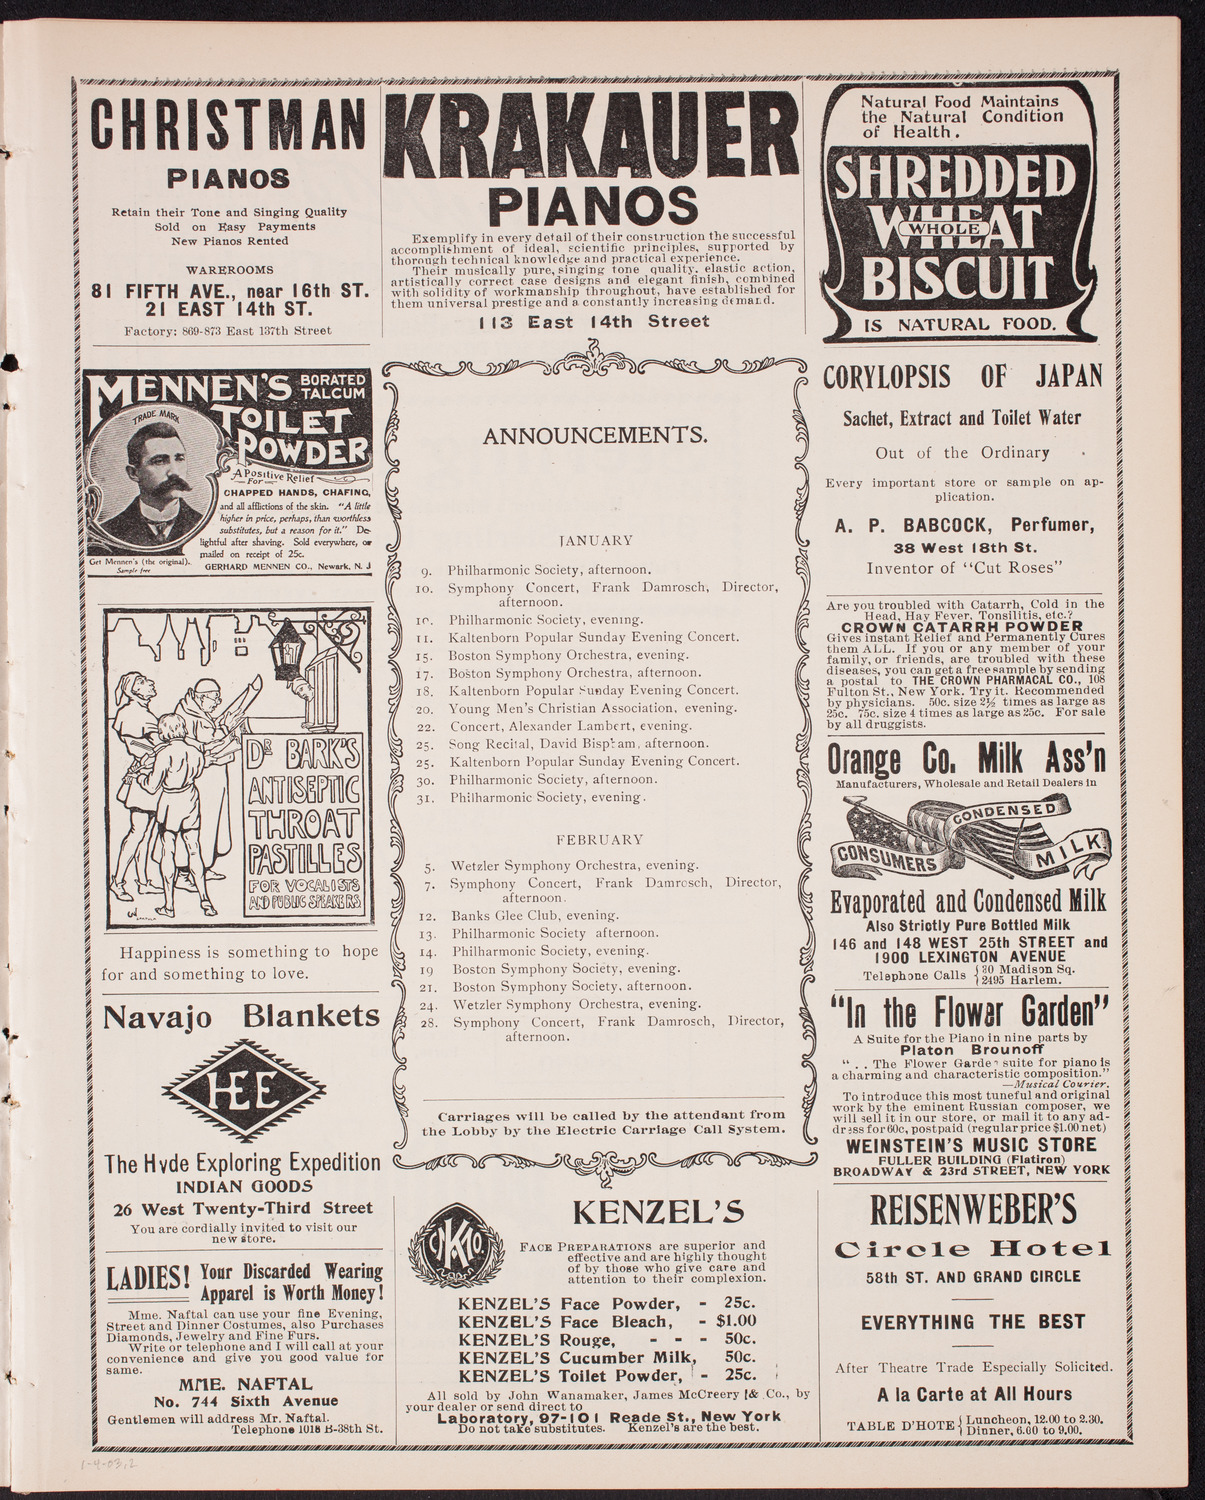 CHRISTMAN
PIANOS
Retain their Tone and Singing Quality
Sold on Easy Payments
New Pianos Rented
WAREROOMS
81 FIFTH AVE., near 16th ST.
21 EAST 14th ST.
Factory: 869-873 East 137th Street
KRAKAUER
PIANOS
Exemplify in every detail of their construction the successful
accomplishment of ideal, scientific principles, supported by
thorough technical knowledge and practical experience.
Their musically pure, singing tone quality, elastic action,
artistically correct case designs and elegant finish, combined
with solidity of workmanship throughout, have established for
them universal prestige and a constantly increasing demand.
113 East 14th Street
Natural Food Maintains
the Natural Condition
of Health.
SHREDDED
WHOLE
WHEAT
BISCUIT
IS NATURAL FOOD.
MENNEN'S BORATED
TALCUM
TOILET
POWDER
TRADE MARK
A Positive Relief
For
CHAPPED HANDS, CHAFING,
and all afflictions of the skin. "A little
higher in price, perhaps, than worthless
substitutes, but a reason for it." De-
lightful after shaving. Sold everywhere, or
mailed on receipt of 25c.
Get Mennen's (the original).
Sample free
GERHARD MENNEN CO., Newark, N. J
DR BARK'S
ANTISEPTIC
THROAT
PASTILLES
FOR VOCALISTS
AND PUBLIC SPEAKERS
Happiness is something to hope
for and something to love.
Navajo Blankets
HEE
The Hyde Exploring Expedition
INDIAN GOODS
26 West Twenty-Third Street
You are cordially invited to visit our
new store.
LADIES! Your Discarded Wearing
Apparel is Worth Money!
Mme. Naftal can use your fine Evening,
Street and Dinner Costumes, also Purchases
Diamonds, Jewelry and Fine Furs.
Write or telephone and I will call at your
convenience and give you good value for
same.
MME. NAFTAL
No. 744 Sixth Avenue
Gentlemen will address Mr. Naftal.
Telephone 1018 B-38th St.
ANNOUNCEMENTS.
JANUARY
9. Philharmonic Society, afternoon.
10. Symphony Concert, Frank Damrosch, Director,
afternoon.
10. Philharmonic Society, evening.
11. Kaltenborn Popular Sunday Evening Concert.
15. Boston Symphony Orchestra, evening.
17. Boston Symphony Orchestra, afternoon.
18. Kaltenborn Popular Sunday Evening Concert.
20. Young Men's Christian Association, evening.
22. Concert, Alexander Lambert, evening.
25. Song Recital, David Bispham, afternoon.
25. Kaltenborn Popular Sunday Evening Concert.
30. Philharmonic Society, afternoon.
31. Philharmonic Society, evening.
FEBRUARY
5. Wetzler Symphony Orchestra, evening.
7. Symphony Concert, Frank Damrosch, Director,
afternoon.
12. Banks Glee Club, evening.
13. Philharmonic Society afternoon.
14. Philharmonic Society, evening.
19 Boston Symphony Society, evening.
21. Boston Symphony Society, afternoon.
24. Wetzler Symphony Orchestra, evening.
28. Symphony Concert, Frank Damrosch, Director,
afternoon.
Carriages will be called by the attendant from
the Lobby by the Electric Carriage Call System.
KENZEL'S
FACE PREPARATIONS are superior and
effective and are highly thought
of by those who give care and
attention to their complexion.
KENZEL'S Face Powder, - 25c.
KENZEL'S Face Bleach, - $1.00
KENZEL'S Rouge, - - - 50c.
KENZEL'S Cucumber Milk, 50c.
KENZEL'S Toilet Powder, - 25c.
All sold by John Wanamaker, James McCreery & Co., by
your dealer or send direct to
Laboratory, 97-101 Reade St., New York
Do not take substitutes. Kenzel's are the best.
CORYLOPSIS OF JAPAN
Sachet, Extract and Toilet Water
Out of the Ordinary
Every important store or sample on ap-
plication.
A. P. BABCOCK, Perfumer,
38 West 18th St.
Inventor of "Cut Roses"
Are you troubled with Catarrh, Cold in the
Head, Hay Fever, Tonsilitis, etc.?
CROWN CATARRH POWDER
Gives instant Relief and Permanently Cures
them ALL. If you or any member of your
family, or friends, are troubled with these
diseases, you can get a free sample by sending
a postal to THE CROWN PHARMACAL CO., 108
Fulton St., New York. Try it. Recommended
by physicians. 50c. size 2½ times as large as
25c. 75c. size 4 times as large as 25c. For sale
by all druggists.
Orange Co. Milk Ass'n
Manufacturers, Wholesale and Retail Dealers in
CONSUMERS CONDENSED MILK
Evaporated and Condensed Milk
Also Strictly Pure Bottled Milk
146 and 148 WEST 25th STREET and
1900 LEXINGTON AVENUE
Telephone Calls { 30 Madison Sq.
{ 2495 Harlem.
"In the Flower Garden"
A Suite for the Piano in nine parts by
Platon Brounoff
". . The Flower Garden suite for piano is
a charming and characteristic composition."
—Musical Courier.
To introduce this most tuneful and original
work by the eminent Russian composer, we
will sell it in our store, or mail it to any ad-
dress for 60c, postpaid (regular price $1.00 net)
WEINSTEIN'S MUSIC STORE
FULLER BUILDING (Flatiron)
BROADWAY & 23rd STREET, NEW YORK
REISENWEBER'S
Circle Hotel
58th ST. AND GRAND CIRCLE
EVERYTHING THE BEST
After Theatre Trade Especially Solicited.
A la Carte at All Hours
TABLE D'HOTE { Luncheon, 12.00 to 2.30.
{ Dinner, 6.00 to 9.00.
1-4-03,2